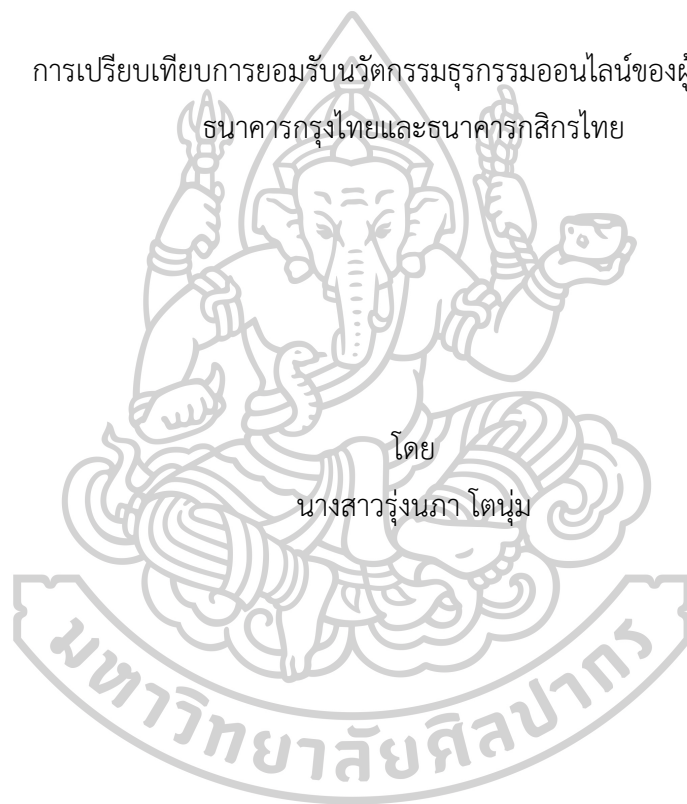 การเปรียบเทียบการยอมรับนวัตกรรมธุรกรรมออนไลน์ของ
ธนาคารกรุงไทยและธนาคารกสิกรไทย
โดย
นางสาวรุ่งนภา โตนุ่ม
มหาวิทยาลัยศิลปากร